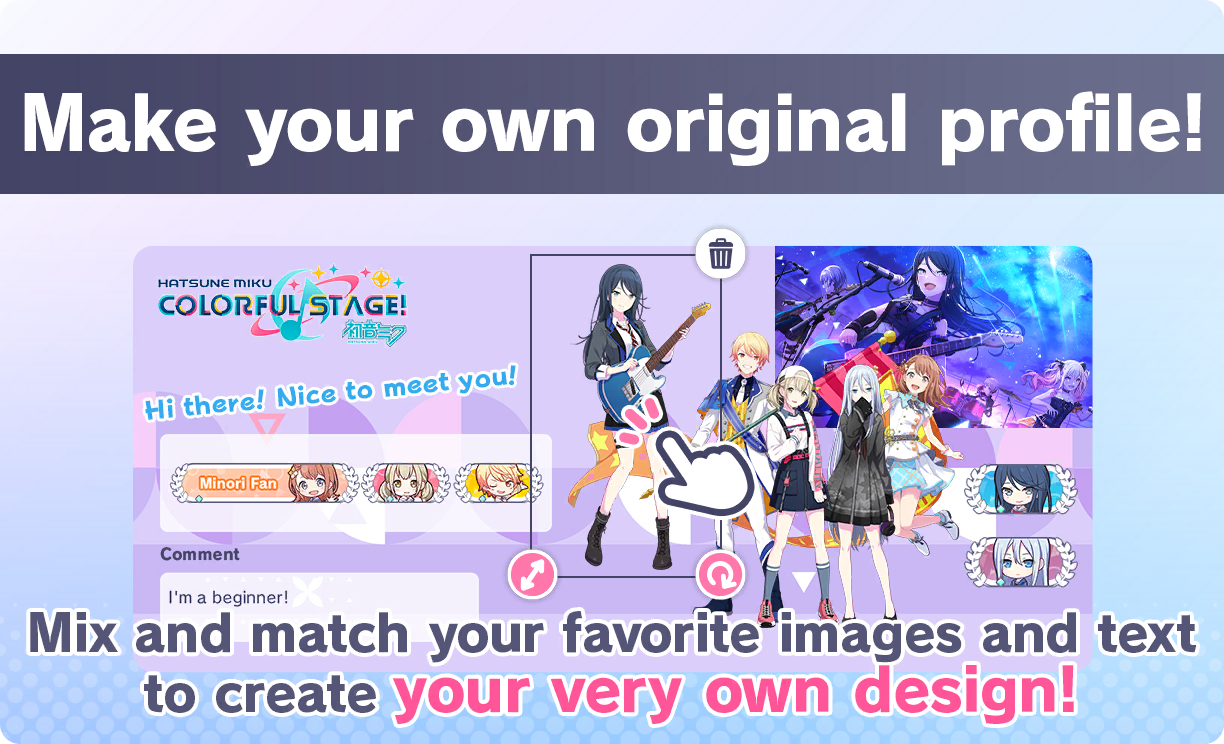 Make your own original profile!
HATSUNE MIKU
COLORFUL STAGE!
初音ミク
Hi there! Nice to meet you!
Minori Fan
Comment
I'm a beginner!
Mix and match your favorite images and text
to create your very own design!